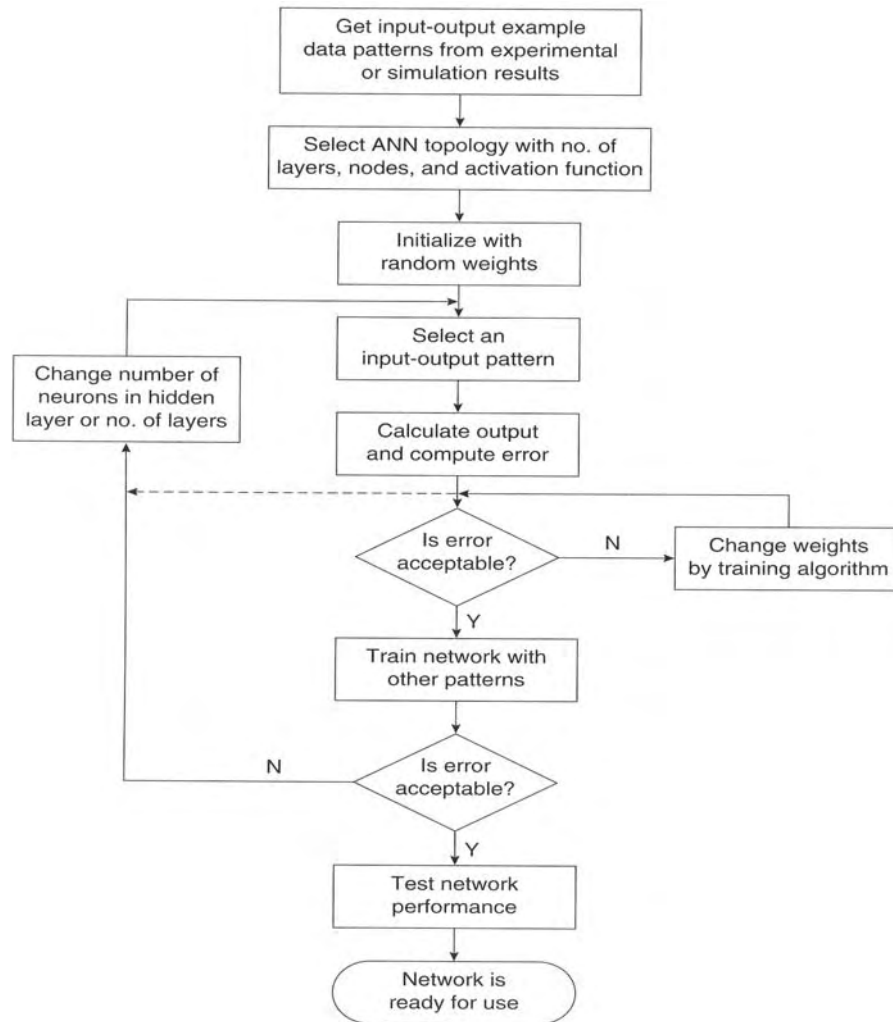 Get input-output example
data patterns from experimental
or simulation results
Select ANN topology with no. of
layers, nodes, and activation function
Initialize with
random weights
Select an
input-output pattern
Change number of
neurons in hidden
layer or no. of layers
Calculate output
and compute error
Is error
acceptable?
N
Change weights
by training algorithm
Y
Train network with
other patterns
Is error
acceptable?
N
Y
Test network
performance
Network is
ready for use